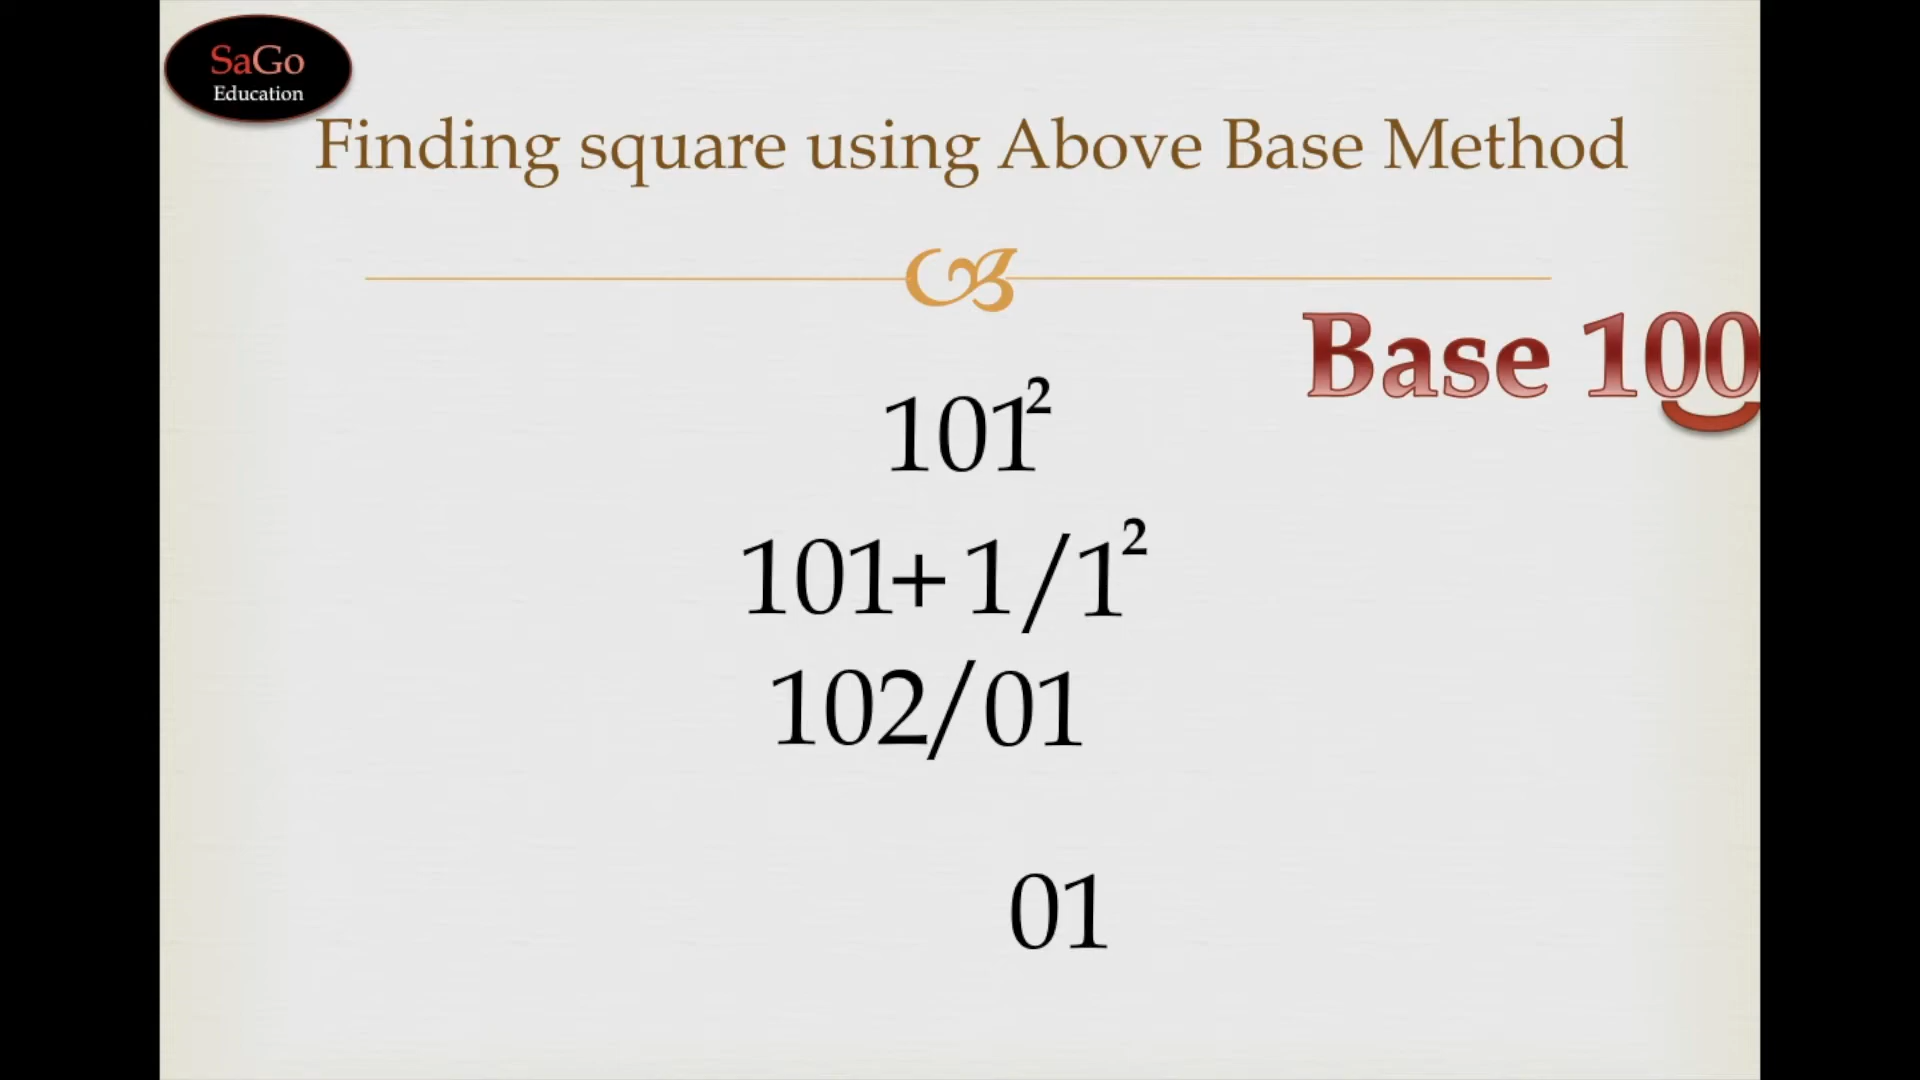 SaGo
Education
Finding square using Above Base Method
Base 100
101²
101+ 1/1²
102/01
01